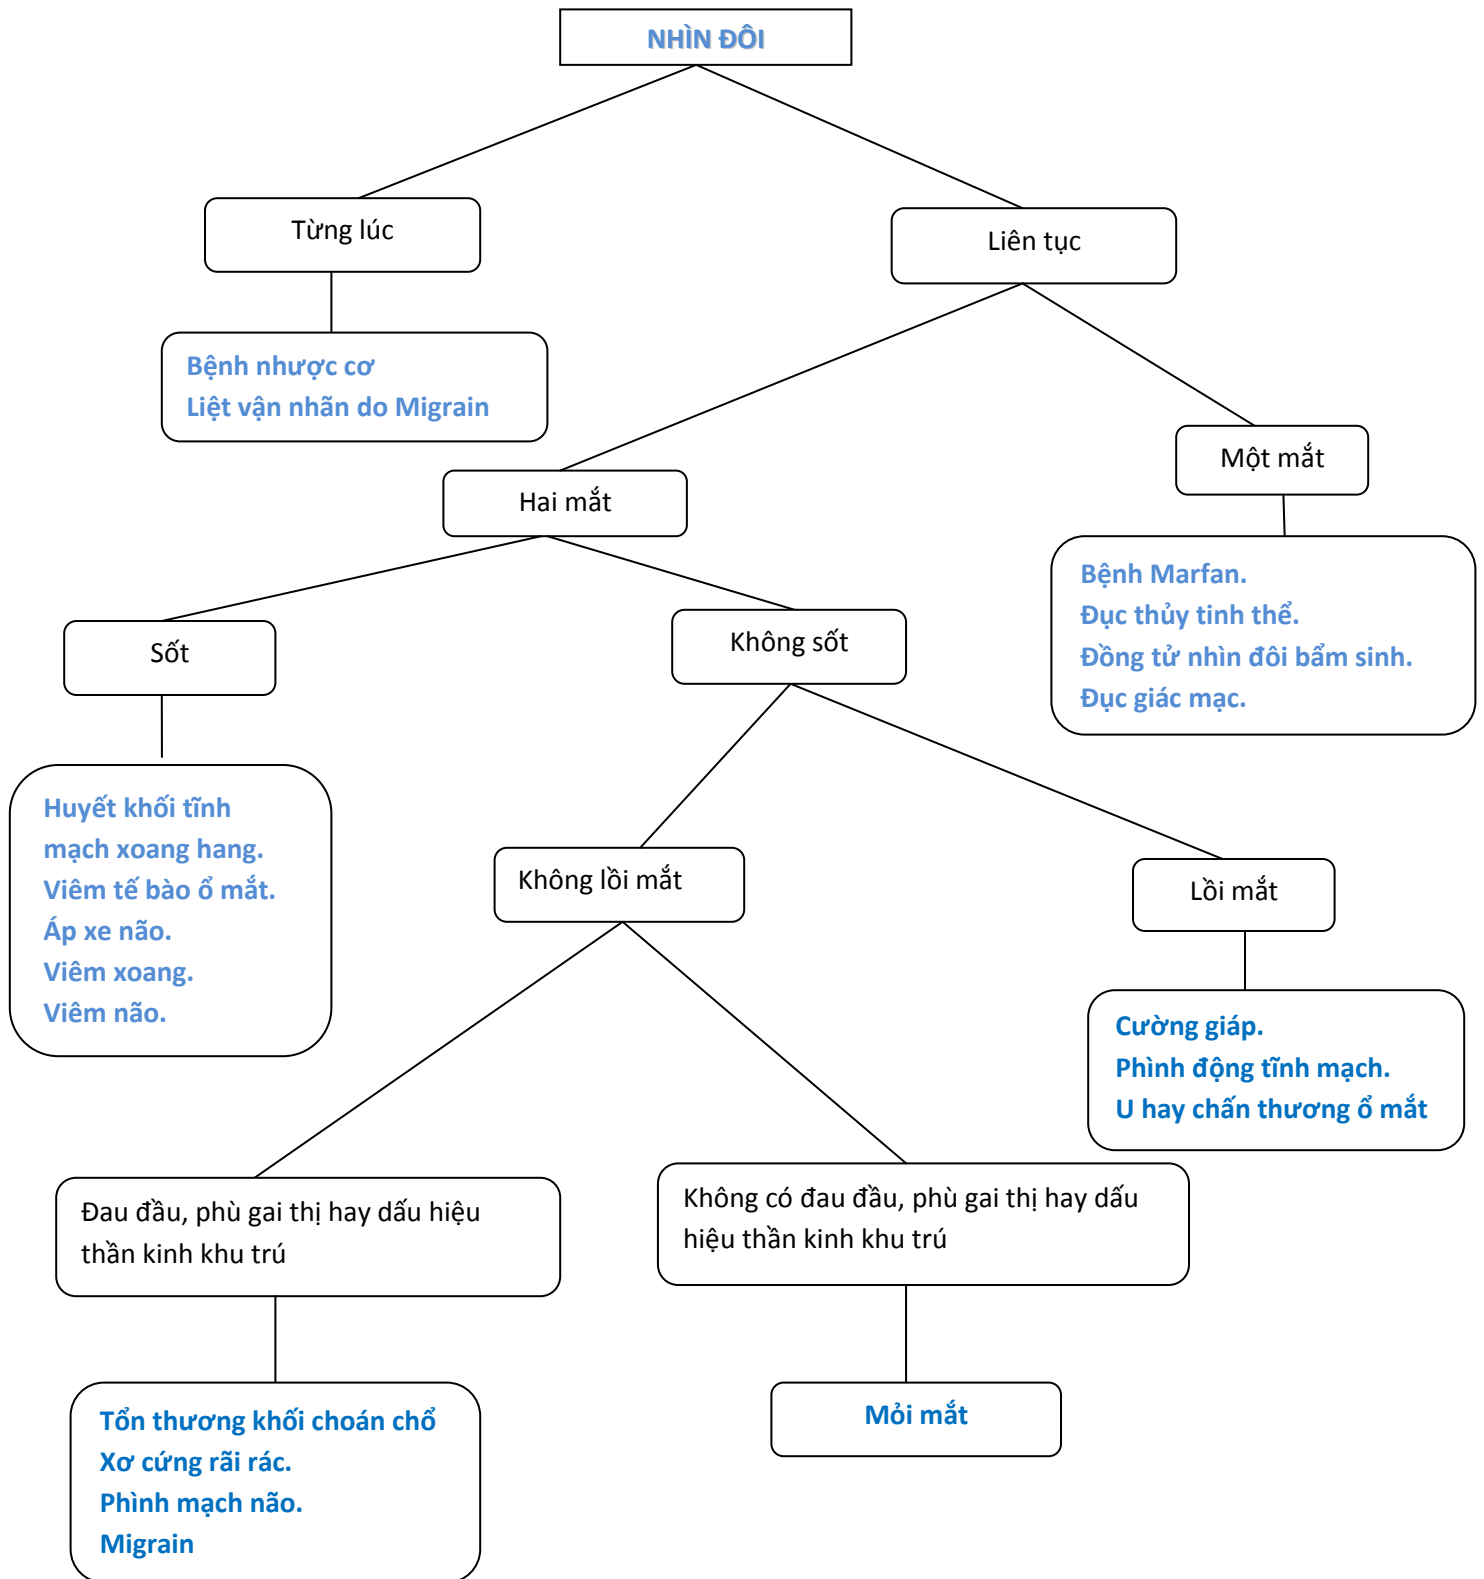 NHÌN ĐÔI
Từng lúc
Liên tục
Bệnh nhược cơ
Liệt vận nhãn do Migrain
Một mắt
Hai mắt
Bệnh Marfan.
Đục thủy tinh thể.
Đồng tử nhìn đôi bẩm sinh.
Đục giác mạc.
Sốt
Không sốt
Huyết khối tĩnh
mạch xoang hang.
Viêm tế bào ổ mắt.
Áp xe não.
Viêm xoang.
Viêm não.
Không lồi mắt
Lồi mắt
Cường giáp.
Phình động tĩnh mạch.
U hay chấn thương ổ mắt
Đau đầu, phù gai thị hay dấu hiệu
thần kinh khu trú
Không có đau đầu, phù gai thị hay dấu
hiệu thần kinh khu trú
Tổn thương khối choán chổ
Xơ cứng rãi rác.
Phình mạch não.
Migrain
Mỏi mắt